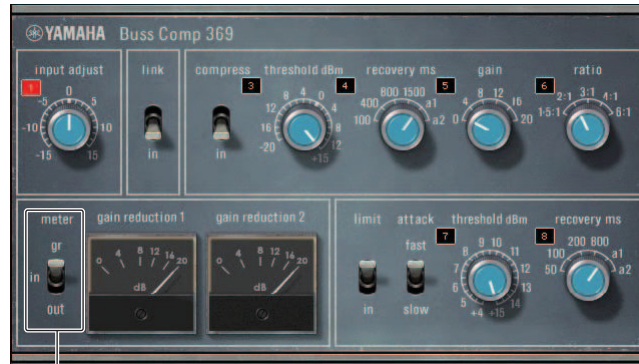 YAMAHA Buss Comp 369
input adjust
1
-15 -10 -5 0 5 10 15
link
in
compress
in
3
threshold dBm
-20 16 12 8 4 0 4 8 12 +15
4
recovery ms
100 400 800 1500 a1 a2
5
gain
0 4 8 12 16 20
6
ratio
1·5:1 2:1 3:1 4:1 6:1
meter
gr
in
out
gain reduction 1
0 4 8 12 16 20
dB
gain reduction 2
0 4 8 12 16 20
dB
limit
in
attack
fast
slow
7
threshold dBm
+4 5 6 7 8 9 10 11 12 13 14 +15
8
recovery ms
50 100 200 800 a1 a2